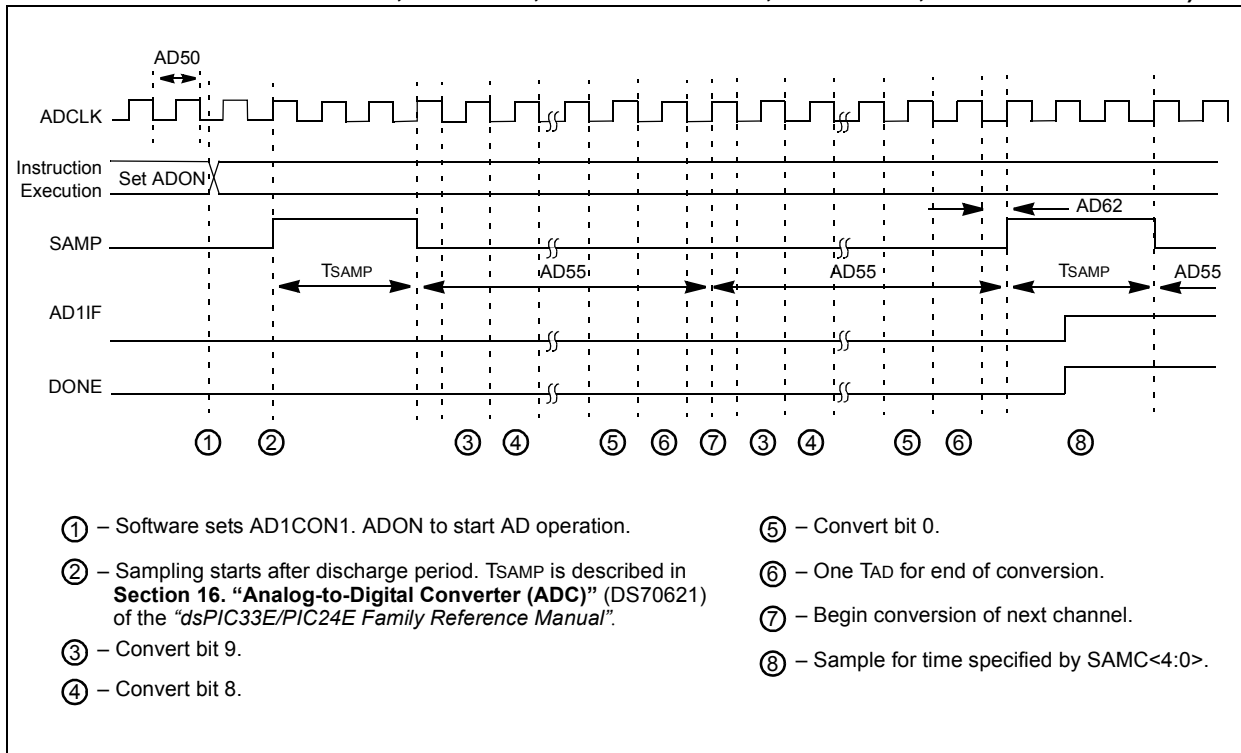 AD50
ADCLK
Instruction
Execution
Set ADON
AD62
SAMP
TSAMP
AD55
AD55
TSAMP
AD55
AD1IF
DONE
1 2 3 4 5 6 7 3 4 5 6 8
1 – Software sets AD1CON1. ADON to start AD operation.
2 – Sampling starts after discharge period. TSAMP is described in
Section 16. “Analog-to-Digital Converter (ADC)” (DS70621)
of the “dsPIC33E/PIC24E Family Reference Manual”.
3 – Convert bit 9.
4 – Convert bit 8.
5 – Convert bit 0.
6 – One TAD for end of conversion.
7 – Begin conversion of next channel.
8 – Sample for time specified by SAMC<4:0>.